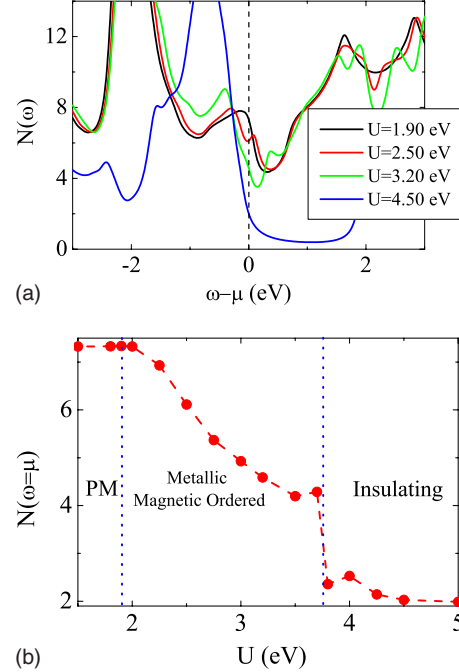 N(ω)
12
8
4
0
U=1.90 eV
U=2.50 eV
U=3.20 eV
U=4.50 eV
-2
0
2
(a)
ω−μ (eV)
N(ω=μ)
6
4
2
PM
Metallic
Magnetic Ordered
Insulating
2
3
4
5
(b)
U (eV)